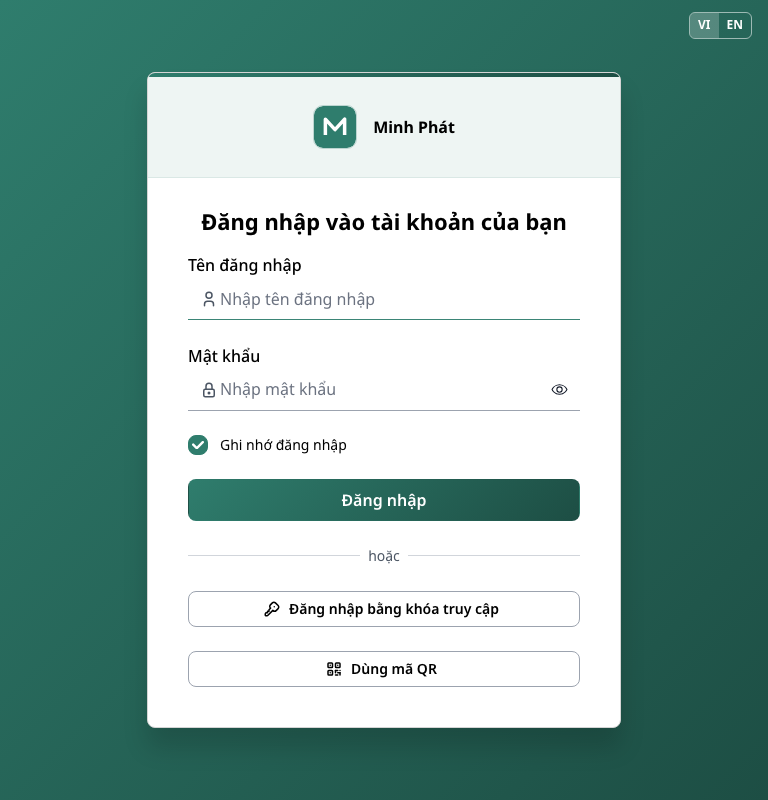 VI EN
Minh Phát
Đăng nhập vào tài khoản của bạn
Tên đăng nhập
Nhập tên đăng nhập
Mật khẩu
Nhập mật khẩu
Ghi nhớ đăng nhập
Đăng nhập
hoặc
Đăng nhập bằng khóa truy cập
Dùng mã QR